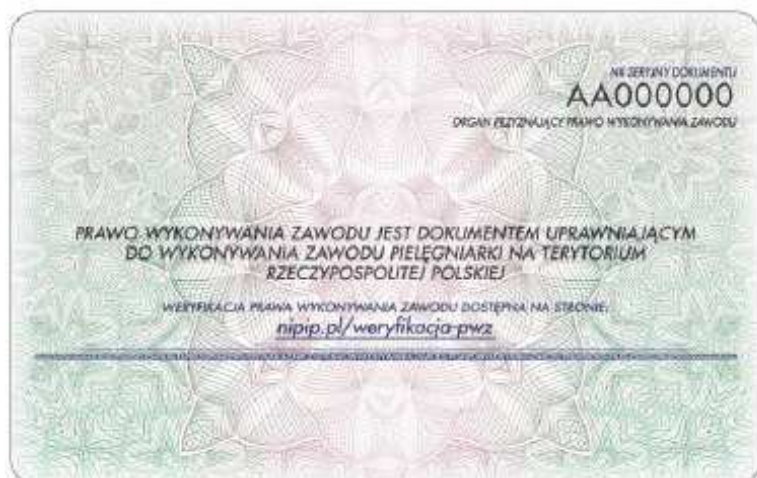 NR SERYJNY DOKUMENTU
AA000000
ORGAN PRZYZNAJĄCY PRAWO WYKONYWANIA ZAWODU
PRAWO WYKONYWANIA ZAWODU JEST DOKUMENTEM UPRAWNIAJĄCYM
DO WYKONYWANIA ZAWODU PIELĘGNIARKI NA TERYTORIUM
RZECZYPOSPOLITEJ POLSKIEJ
WERYFIKACJA PRAWA WYKONYWANIA ZAWODU DOSTĘPNA NA STRONIE:
nipip.pl/weryfikacja-pwz